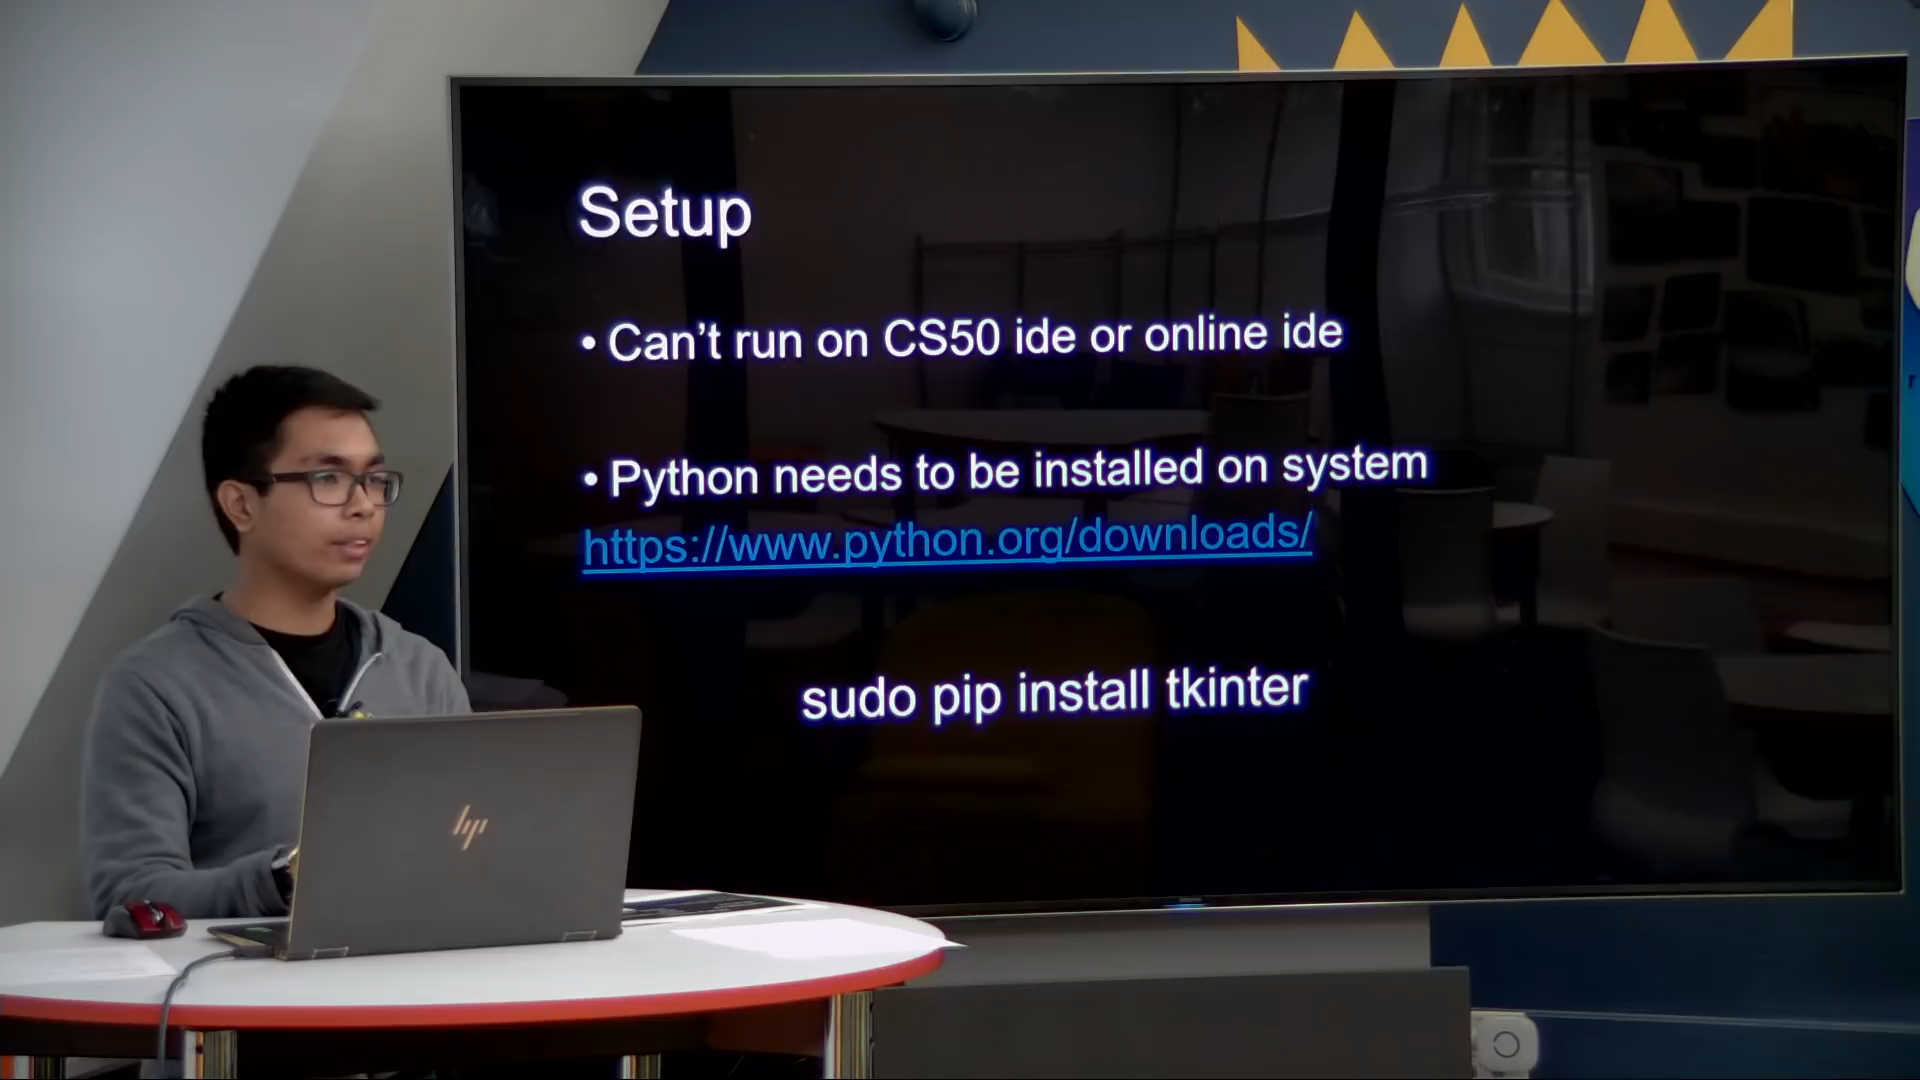 Setup
• Can’t run on CS50 ide or online ide
• Python needs to be installed on system
https://www.python.org/downloads/
sudo pip install tkinter
hp